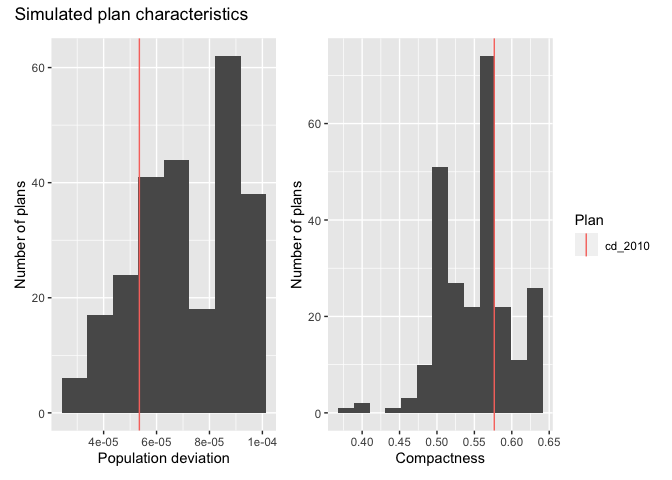 Simulated plan characteristics
Number of plans
60
40
20
0
4e-05 6e-05 8e-05 1e-04
Population deviation
Number of plans
60
40
20
0
0.40 0.45 0.50 0.55 0.60 0.65
Compactness
Plan
cd_2010